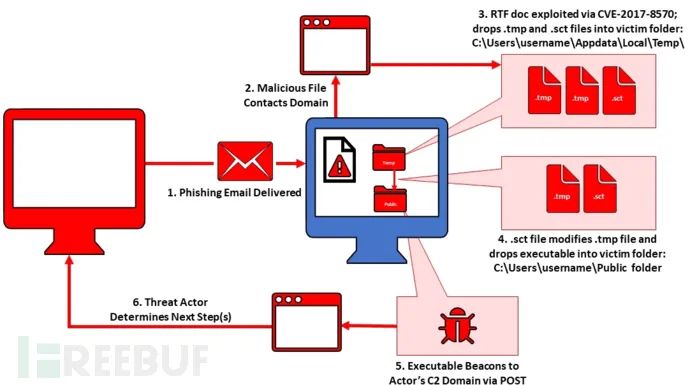 3. RTF doc exploited via CVE-2017-8570;
drops .tmp and .sct files into victim folder:
C:\Users\username\Appdata\Local\Temp\
2. Malicious File
Contacts Domain
.tmp
.tmp
.sct
1. Phishing Email Delivered
Temp
Public
.tmp
.sct
4. .sct file modifies .tmp file and
drops executable into victim folder:
C:\Users\username\Public folder
6. Threat Actor
Determines Next Step(s)
5. Executable Beacons to
Actor's C2 Domain via POST
FREEBUF